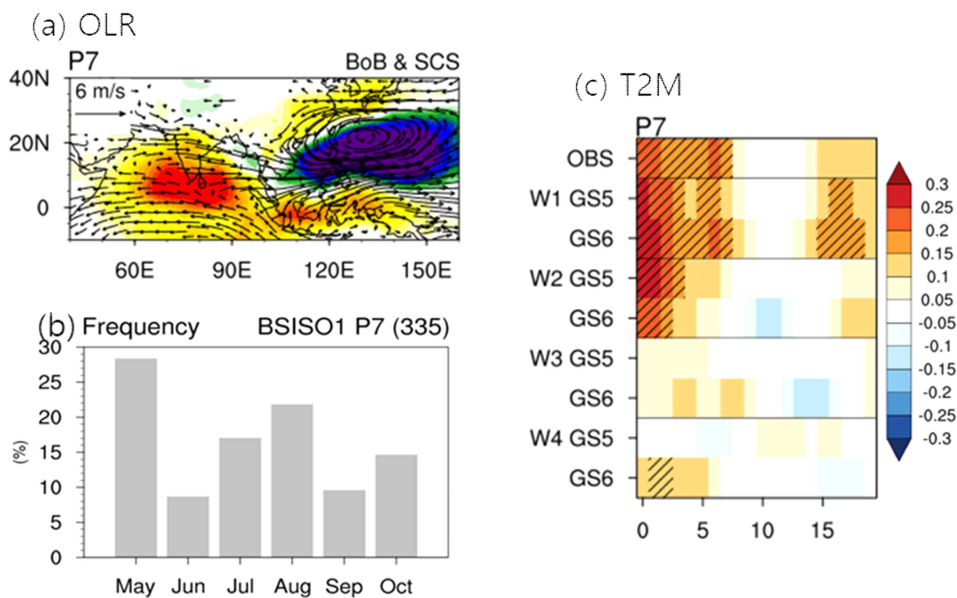 (a) OLR
P7 BoB & SCS
6 m/s
40N
20N
0
60E 90E 120E 150E
(b) Frequency BSISO1 P7 (335)
(%)
30
25
20
15
10
5
0
May Jun Jul Aug Sep Oct
(c) T2M
P7
OBS
W1 GS5
GS6
W2 GS5
GS6
W3 GS5
GS6
W4 GS5
GS6
0 5 10 15
0.3
0.25
0.2
0.15
0.1
0.05
-0.05
-0.1
-0.15
-0.2
-0.25
-0.3